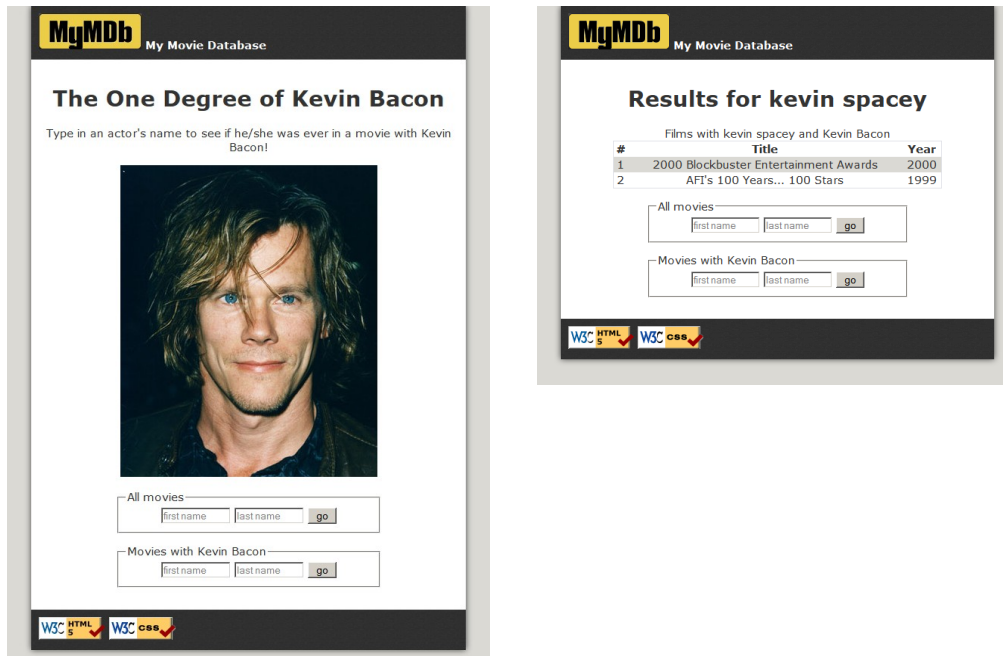 MyMDb My Movie Database
The One Degree of Kevin Bacon
Type in an actor's name to see if he/she was ever in a movie with Kevin
Bacon!
All movies
first name last name go
Movies with Kevin Bacon
first name last name go
W3C HTML 5 W3C css
MyMDb My Movie Database
Results for kevin spacey
Films with kevin spacey and Kevin Bacon
# Title Year
1 2000 Blockbuster Entertainment Awards 2000
2 AFI's 100 Years... 100 Stars 1999
All movies
first name last name go
Movies with Kevin Bacon
first name last name go
W3C HTML 5 W3C css